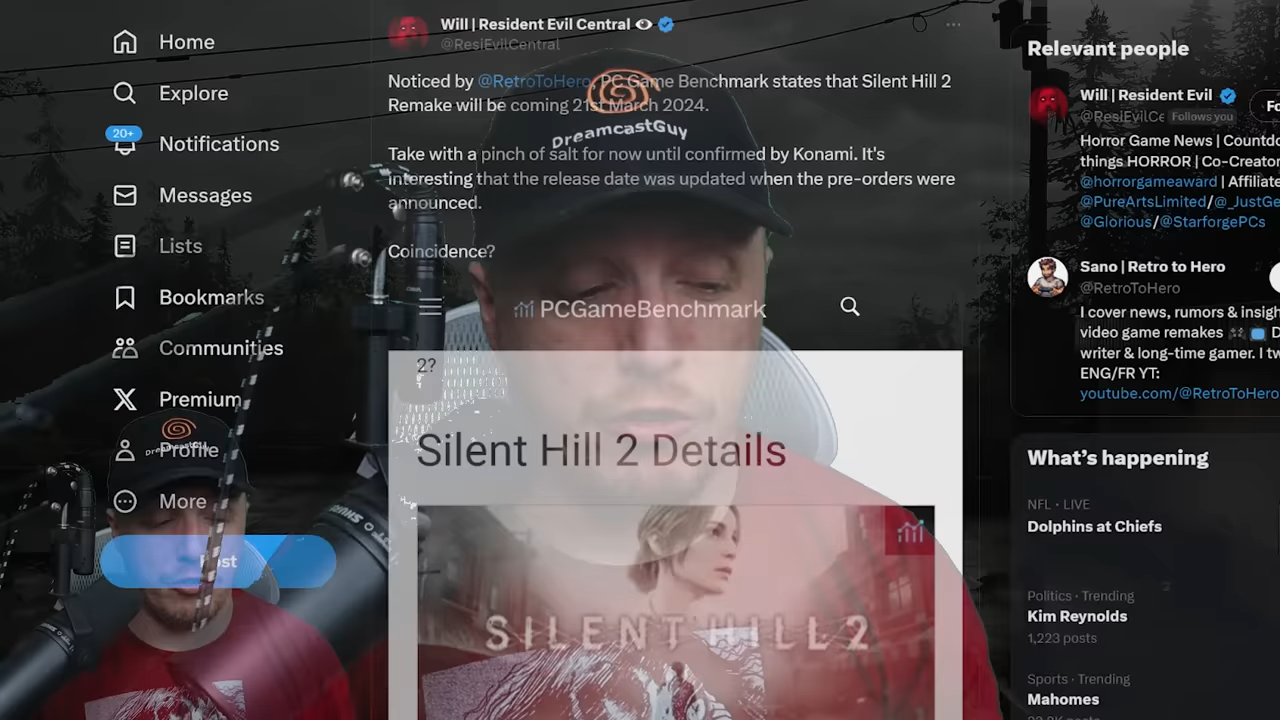 Home
Explore
20+
Notifications
Messages
Lists
Bookmarks
Communities
Premium
Profile
More
Post
Will | Resident Evil Central
@ResiEvilCentral
Noticed by @RetroToHero, PC Game Benchmark states that Silent Hill 2
Remake will be coming 21st March 2024.
Take with a pinch of salt for now until confirmed by Konami. It's
interesting that the release date was updated when the pre-orders were
announced.
Coincidence?
DreamcastGuy
PCGameBenchmark
2?
Silent Hill 2 Details
SILENT HILL 2
Relevant people
Will | Resident Evil
@ResiEvilCe Follows you
Fo
Horror Game News | Countdo
things HORROR | Co-Creator
@horrorgameaward | Affiliate
@PureArtsLimited/@_JustGe
@Glorious/@StarforgePCs
Sano | Retro to Hero
@RetroToHero
I cover news, rumors & insigh
video game remakes
writer & long-time gamer. I tw
ENG/FR YT:
youtube.com/@RetroToHero
What's happening
NFL · LIVE
Dolphins at Chiefs
Politics · Trending
Kim Reynolds
1,223 posts
Sports · Trending
Mahomes